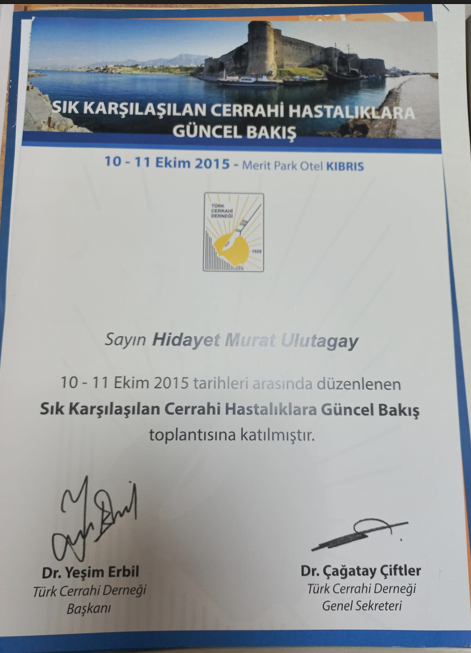 SIK KARŞILAŞILAN CERRAHİ HASTALIKLARA
GÜNCEL BAKIŞ
10 - 11 Ekim 2015 - Merit Park Otel KIBRIS
TÜRK
CERRAHİ
DERNEĞİ
1929
Sayın Hidayet Murat Ulutagay
10 - 11 Ekim 2015 tarihleri arasında düzenlenen
Sık Karşılaşılan Cerrahi Hastalıklara Güncel Bakış
toplantısına katılmıştır.
Dr. Yeşim Erbil
Türk Cerrahi Derneği
Başkanı
Dr. Çağatay Çiftler
Türk Cerrahi Derneği
Genel Sekreteri